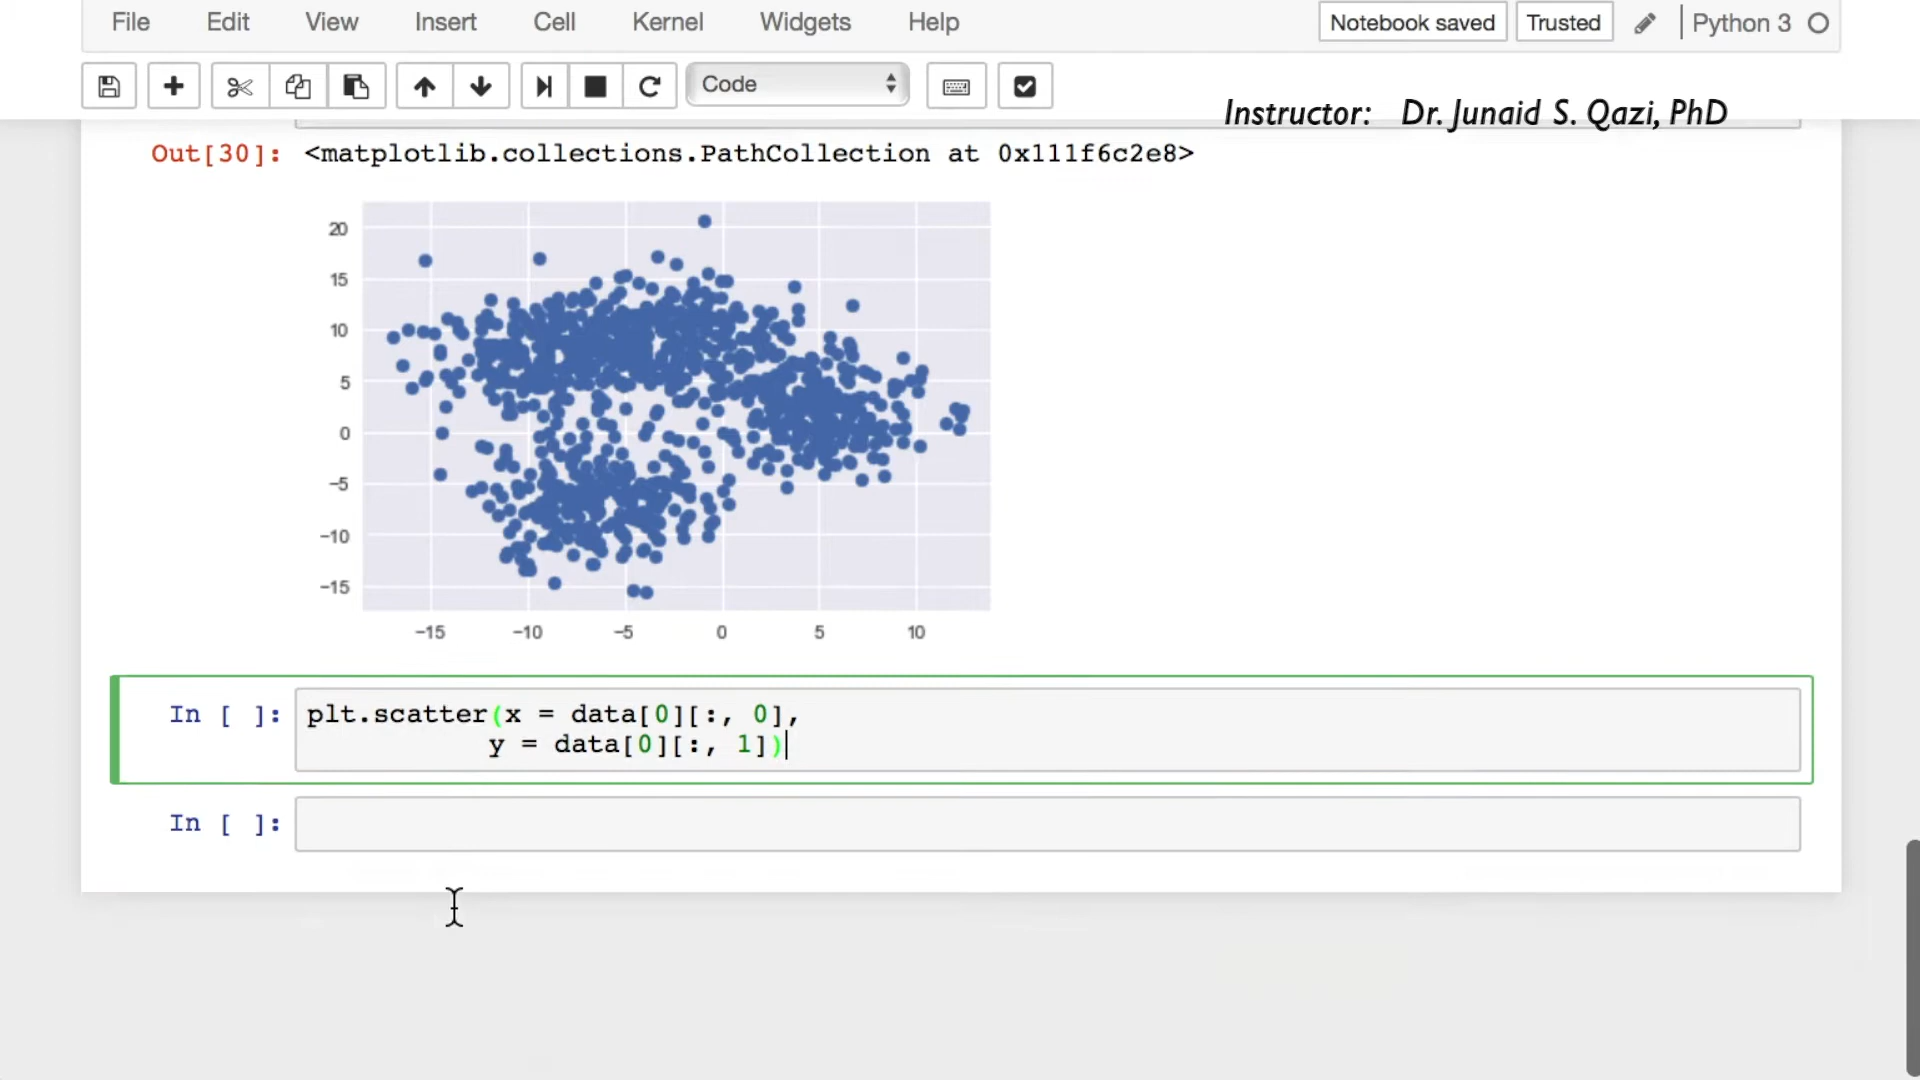 File Edit View Insert Cell Kernel Widgets Help Notebook saved Trusted Python 3
Code
Instructor: Dr. Junaid S. Qazi, PhD
Out[30]: <matplotlib.collections.PathCollection at 0x111f6c2e8>
20
15
10
5
0
−5
−10
−15
−15 −10 −5 0 5 10
In [ ]: plt.scatter(x = data[0][:, 0],
y = data[0][:, 1])
In [ ]: